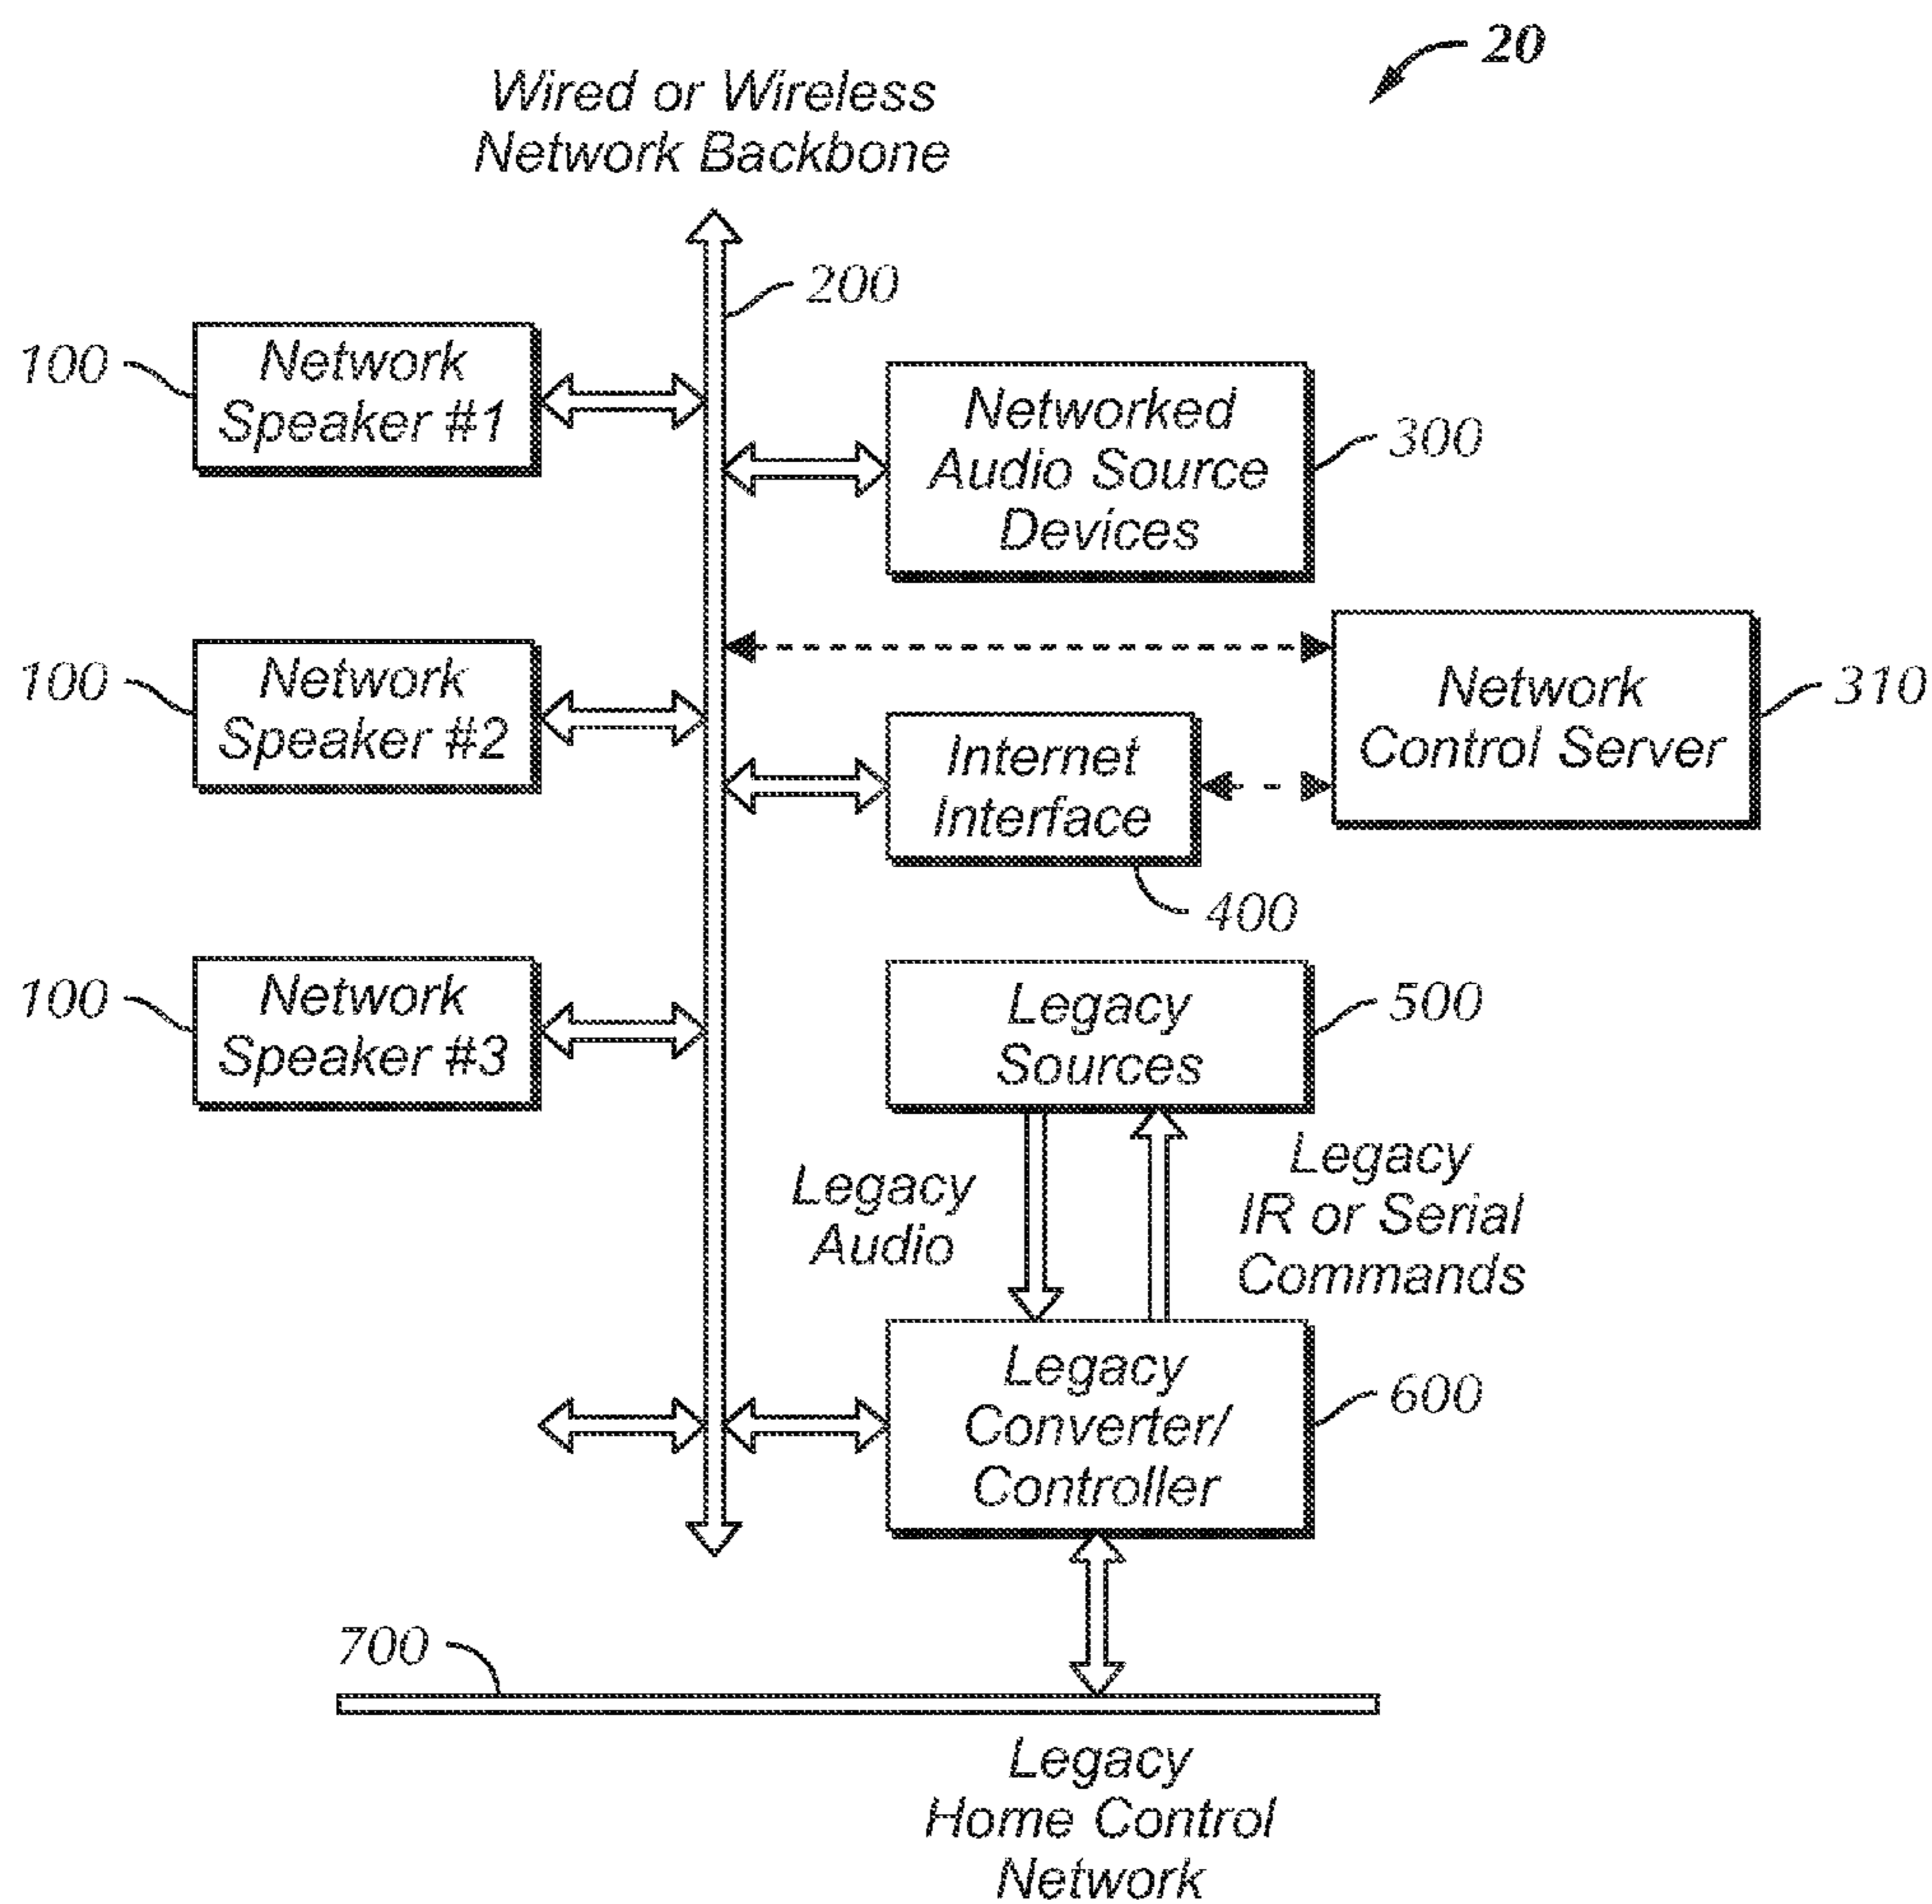 20
Wired or Wireless
Network Backbone
200
100
Network
Speaker #1
Networked
Audio Source
Devices
300
100
Network
Speaker #2
Network
Control Server
310
Internet
Interface
400
100
Network
Speaker #3
Legacy
Sources
500
Legacy
Audio
Legacy
IR or Serial
Commands
Legacy
Converter/
Controller
600
700
Legacy
Home Control
Network